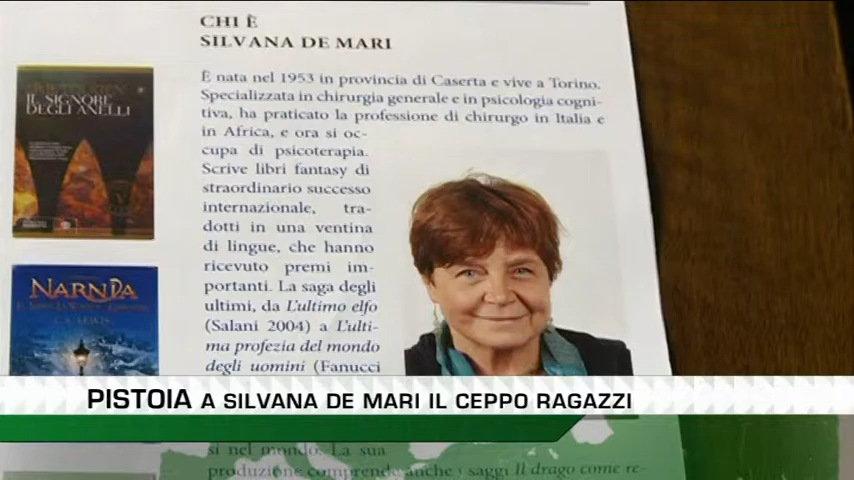 CHI È
SILVANA DE MARI
È nata nel 1953 in provincia di Caserta e vive a Torino.
Specializzata in chirurgia generale e in psicologia cogni-
tiva, ha praticato la professione di chirurgo in Italia e
in Africa, e ora si oc-
cupa di psicoterapia.
Scrive libri fantasy di
straordinario successo
internazionale, tra-
dotti in una ventina
di lingue, che hanno
ricevuto premi im-
portanti. La saga degli
ultimi, da L'ultimo elfo
(Salani 2004) a L'ulti-
ma profezia del mondo
degli uomini (Fanucci
si nel mondo. La sua
produzione comprende anche i saggi Il drago come re-
IL SIGNORE
DEGLI ANELLI
NARNIA
C.S. LEWIS
PISTOIA A SILVANA DE MARI IL CEPPO RAGAZZI